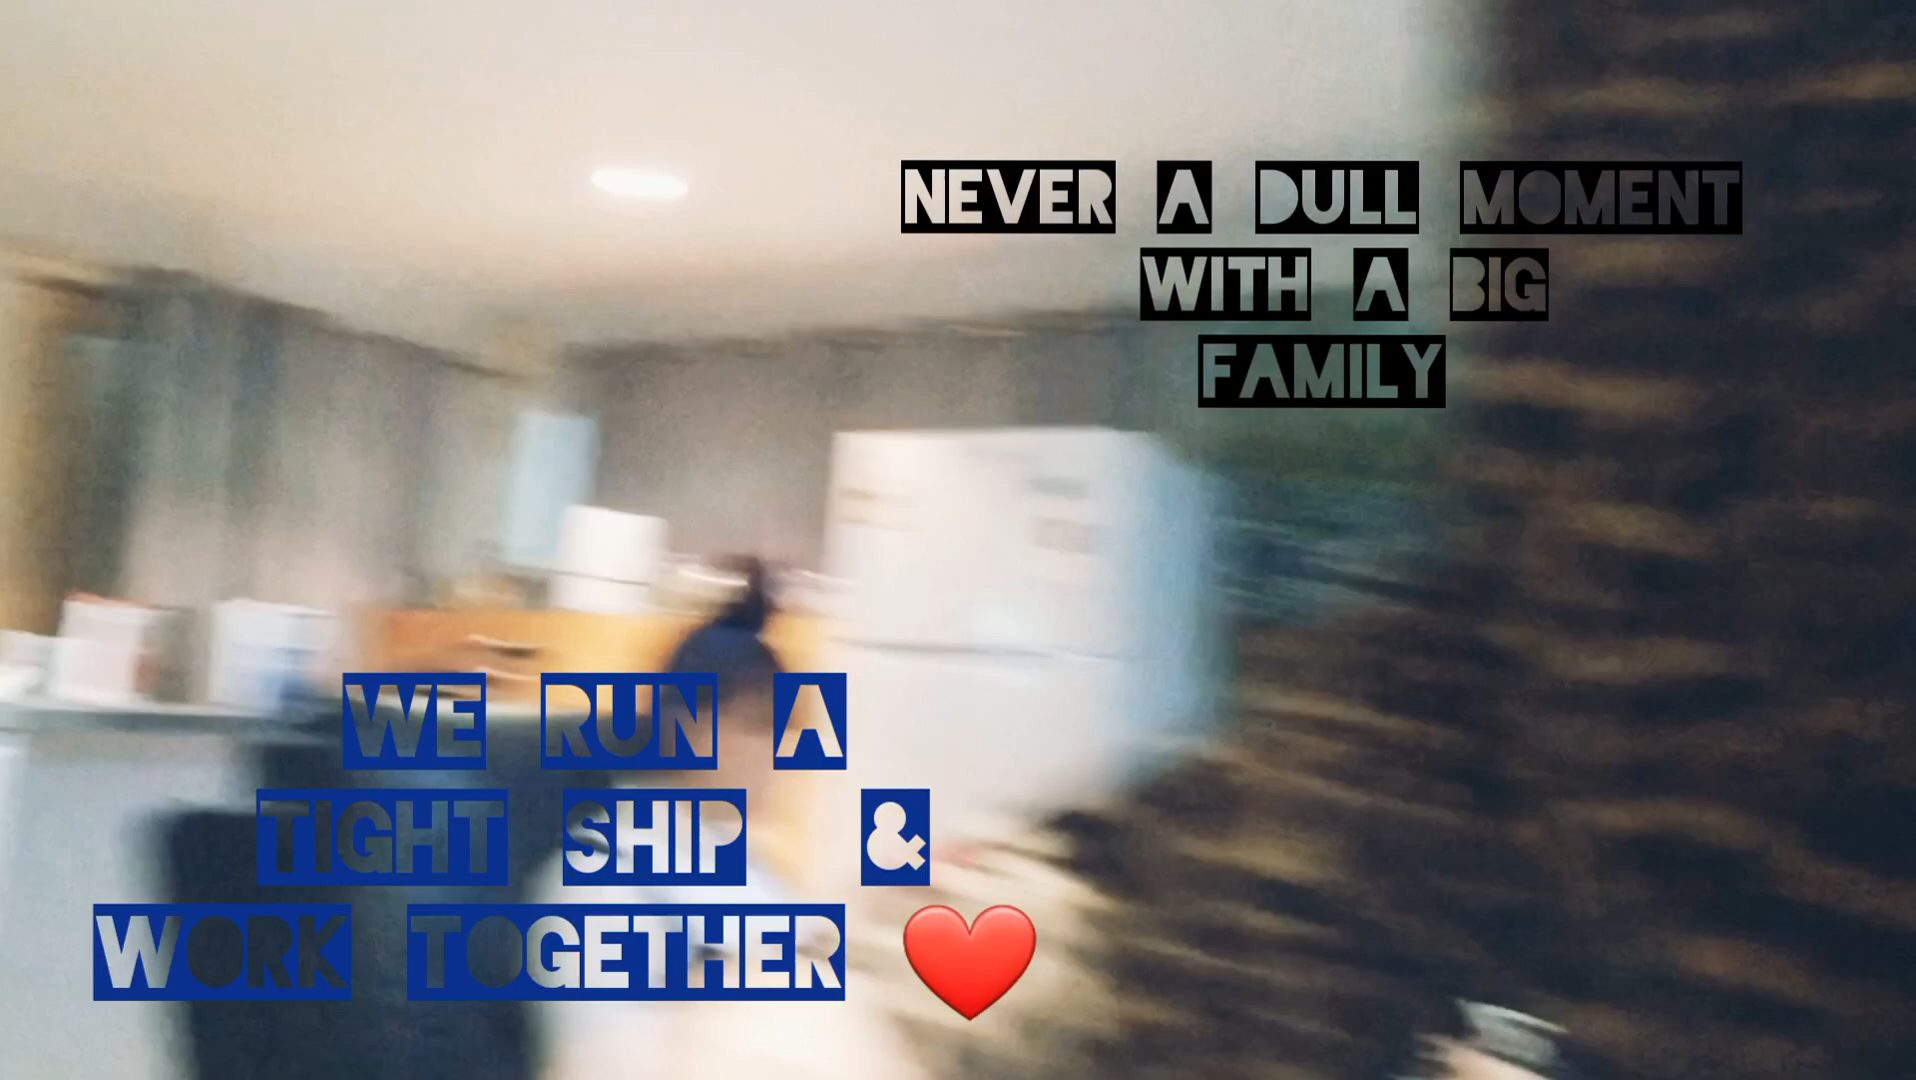 NEVER A DULL MOMENT
WITH A BIG
FAMILY
WE RUN A
TIGHT SHIP &
WORK TOGETHER ❤️